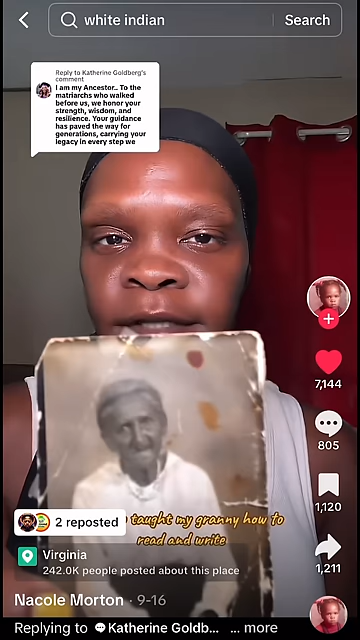 white indian
Search
Reply to Katherine Goldberg's
comment
I am my Ancestor.. To the
matriarchs who walked
before us, we honor your
strength, wisdom, and
resilience. Your guidance
has paved the way for
generations, carrying your
legacy in every step we
7,144
805
1,120
1,211
taught my granny how to
read and write
2 reposted
Virginia
242.0K people posted about this place
Nacole Morton · 9-16
Replying to 💬Katherine Goldb... ... more